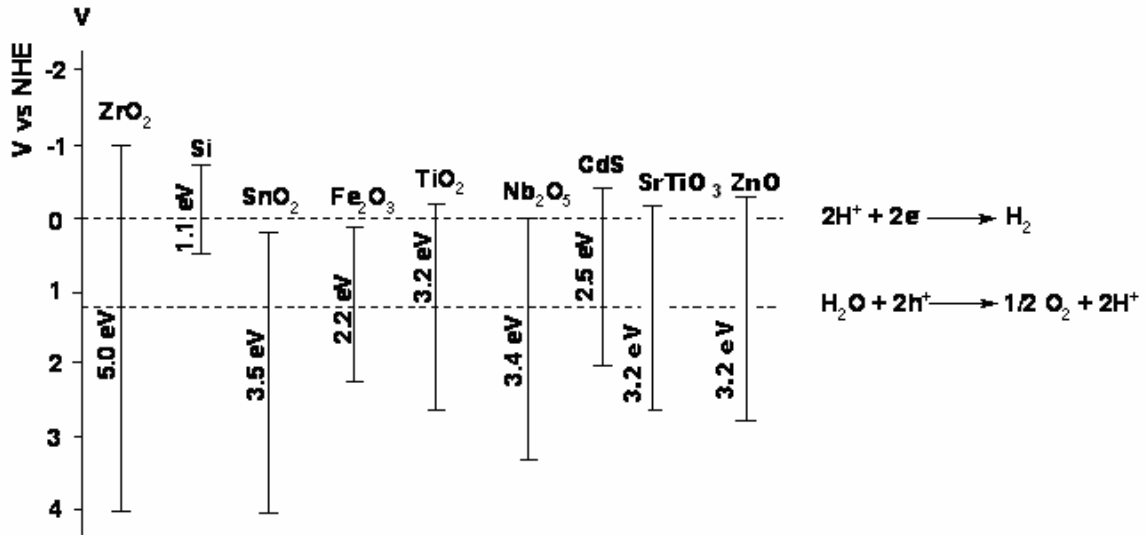 V
V vs NHE
-2
-1
0
1
2
3
4
ZrO₂
5.0 eV
Si
1.1 eV
SnO₂
3.5 eV
Fe₂O₃
2.2 eV
TiO₂
3.2 eV
Nb₂O₅
3.4 eV
CdS
2.5 eV
SrTiO₃
3.2 eV
ZnO
3.2 eV
2H⁺ + 2e ⟶ H₂
H₂O + 2h⁺ ⟶ 1/2 O₂ + 2H⁺